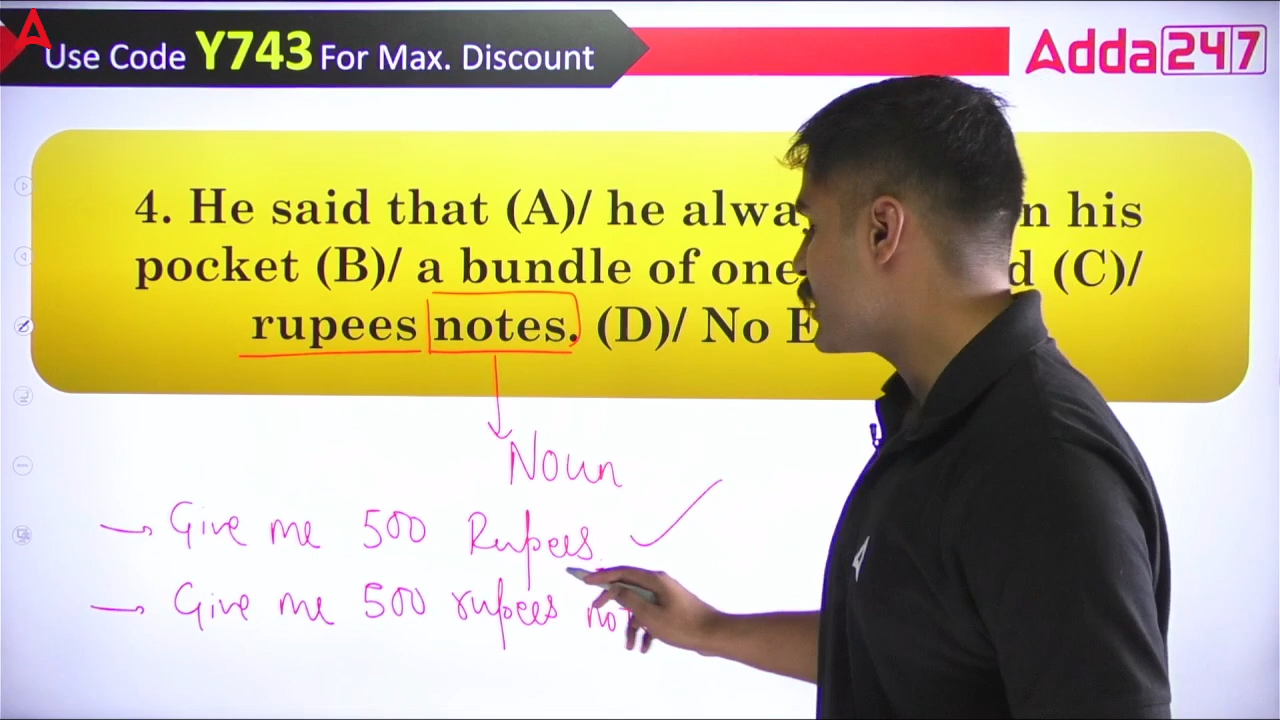 Use Code Y743 For Max. Discount
Adda247
4. He said that (A)/ he his
pocket (B)/ a bundle of one (C)/
rupees notes. (D)/ No
Noun
Give me 500 Rupees
Give me 500 rupees